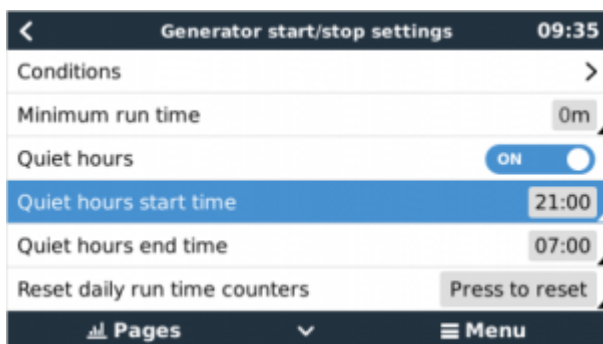 Generator start/stop settings 09:35
Conditions
Minimum run time 0m
Quiet hours ON
Quiet hours start time 21:00
Quiet hours end time 07:00
Reset daily run time counters Press to reset
Pages Menu